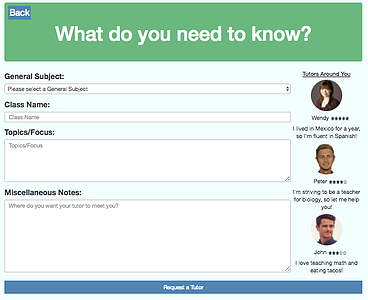 Back
What do you need to know?
General Subject:
Please select a General Subject
Class Name:
Class Name
Topics/Focus:
Topics/Focus
Miscellaneous Notes:
Where do you want your tutor to meet you?
Request a Tutor
Tutors Around You
Wendy ★★★★★
I lived in Mexico for a year,
so I'm fluent in Spanish!
Peter ★★★★☆
I'm striving to be a teacher
for biology, so let me help
you!
John ★★★☆☆
I love teaching math and
eating tacos!